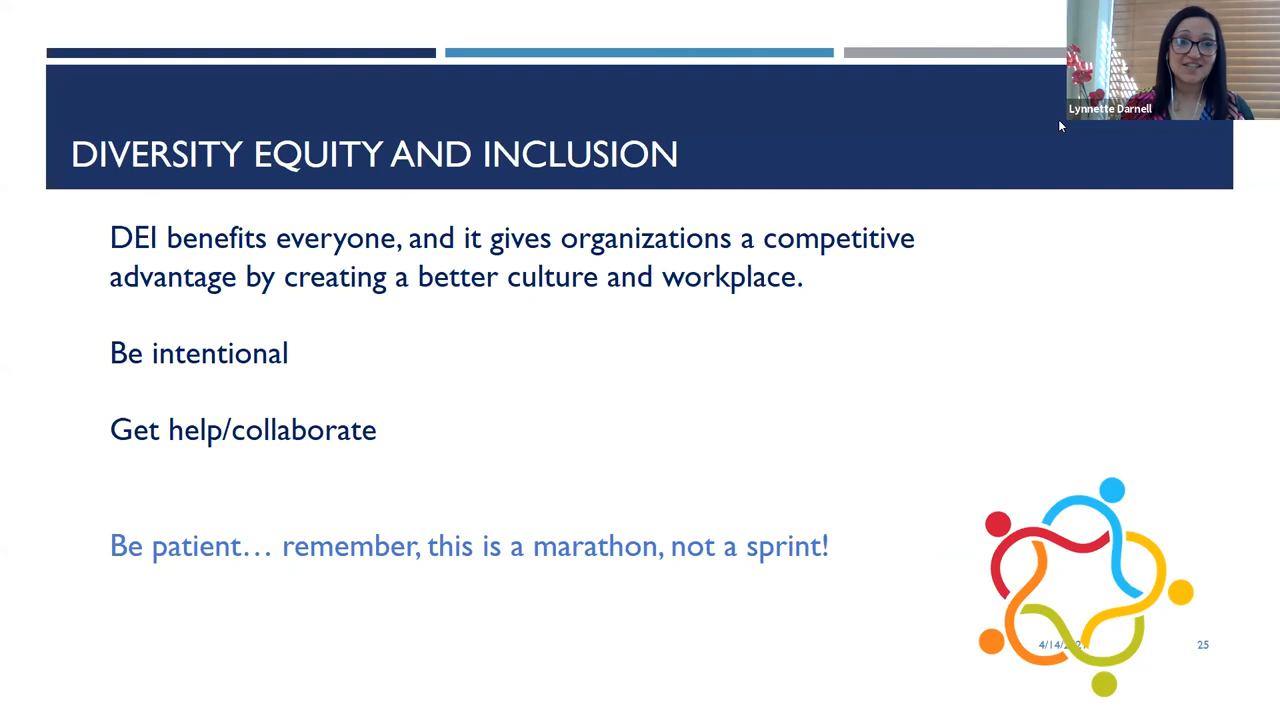 Lynnette Darnell
DIVERSITY EQUITY AND INCLUSION
DEI benefits everyone, and it gives organizations a competitive
advantage by creating a better culture and workplace.
Be intentional
Get help/collaborate
Be patient… remember, this is a marathon, not a sprint!
25